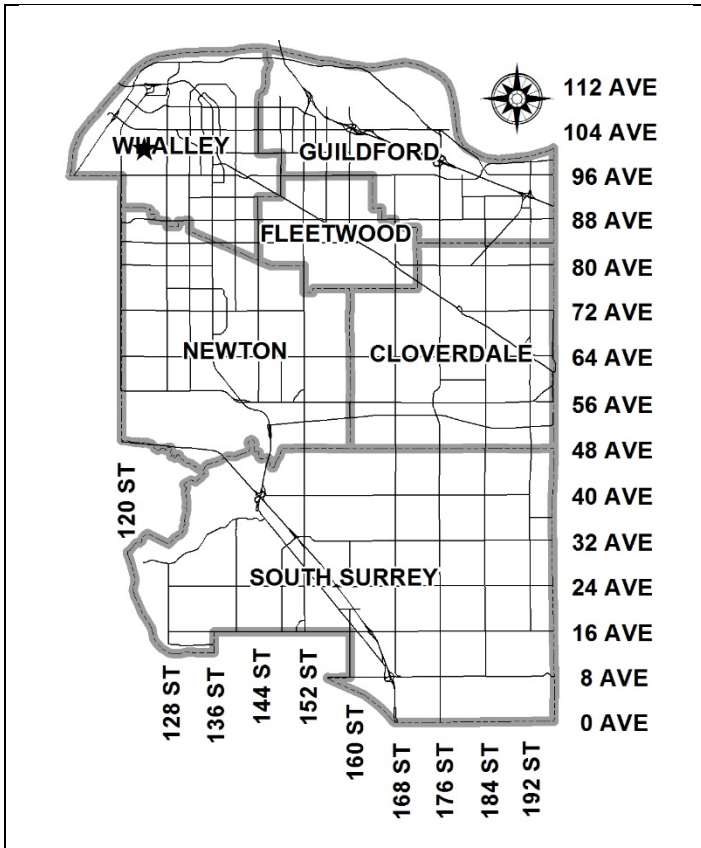 112 AVE
104 AVE
WHALLEY
GUILDFORD
96 AVE
88 AVE
FLEETWOOD
80 AVE
72 AVE
NEWTON
CLOVERDALE
64 AVE
56 AVE
48 AVE
120 ST
40 AVE
32 AVE
SOUTH SURREY
24 AVE
16 AVE
128 ST
136 ST
144 ST
152 ST
8 AVE
160 ST
0 AVE
168 ST
176 ST
184 ST
192 ST